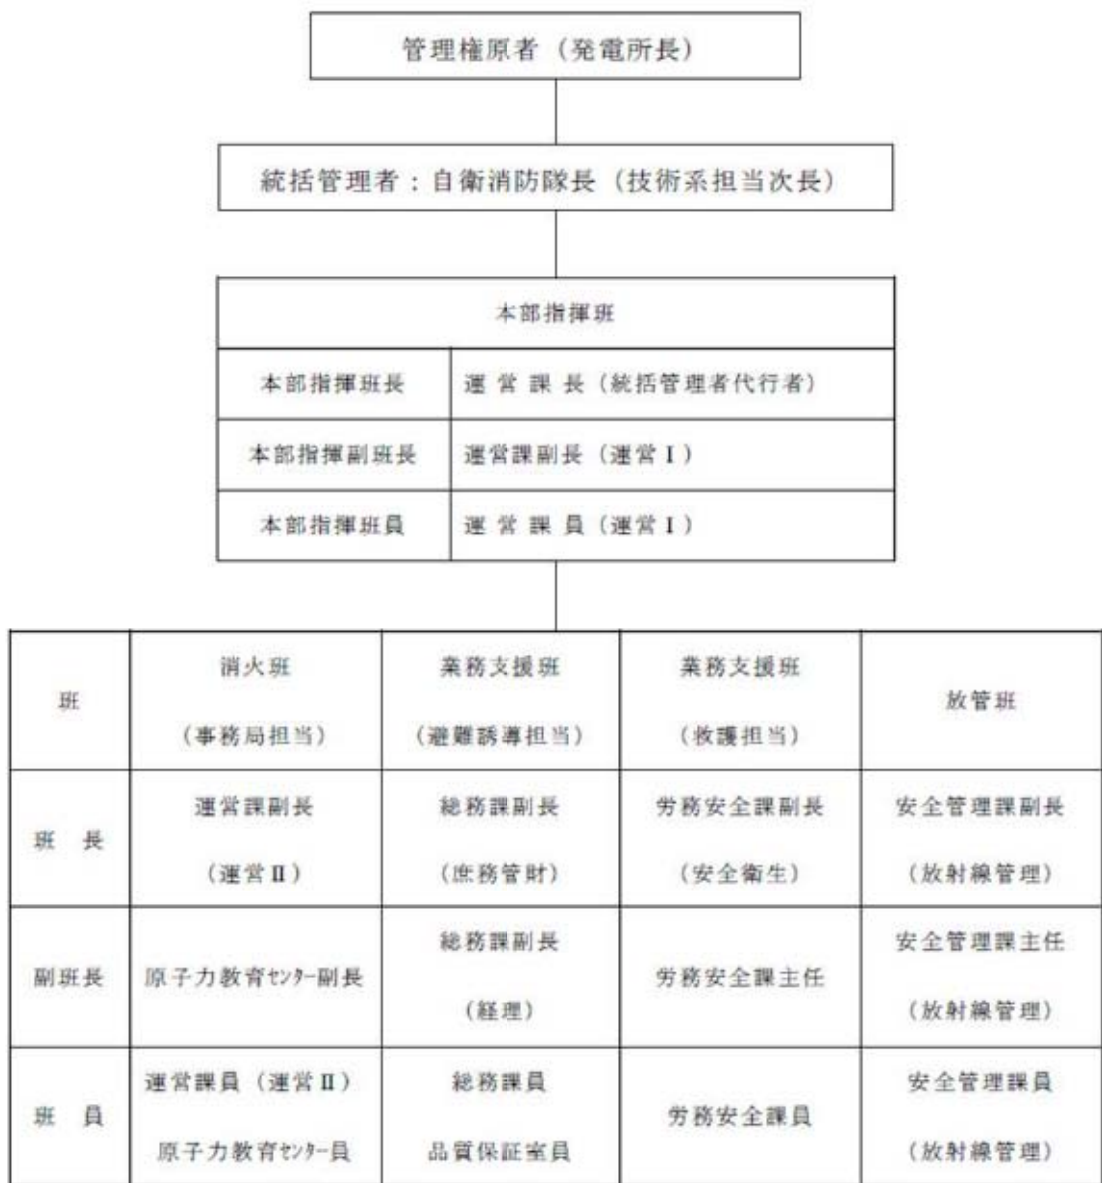 管理権原者（発電所長）
統括管理者：自衛消防隊長（技術系担当次長）
本部指揮班
本部指揮班長 運営課長（統括管理者代行者）
本部指揮副班長 運営課副長（運営Ⅰ）
本部指揮班員 運営課員（運営Ⅰ）
班
消火班
（事務局担当）
業務支援班
（避難誘導担当）
業務支援班
（救護担当）
放管班
班長
運営課副長
（運営Ⅱ）
総務課副長
（庶務管財）
労務安全課副長
（安全衛生）
安全管理課副長
（放射線管理）
副班長
原子力教育ｾﾝﾀｰ副長
総務課副長
（経理）
労務安全課主任
安全管理課主任
（放射線管理）
班員
運営課員（運営Ⅱ）
原子力教育ｾﾝﾀｰ員
総務課員
品質保証室員
労務安全課員
安全管理課員
（放射線管理）